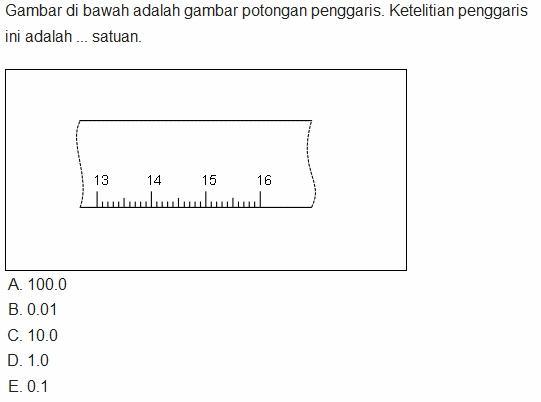 Gambar di bawah adalah gambar potongan penggaris. Ketelitian penggaris
ini adalah ... satuan.
13 14 15 16
A. 100.0
B. 0.01
C. 10.0
D. 1.0
E. 0.1